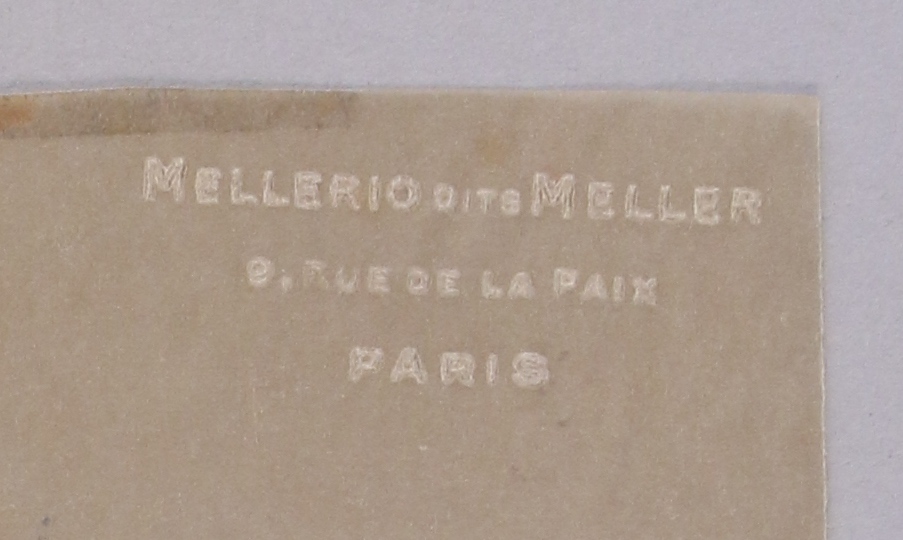 MELLERIO DITS MELLER
9, RUE DE LA PAIX
PARIS